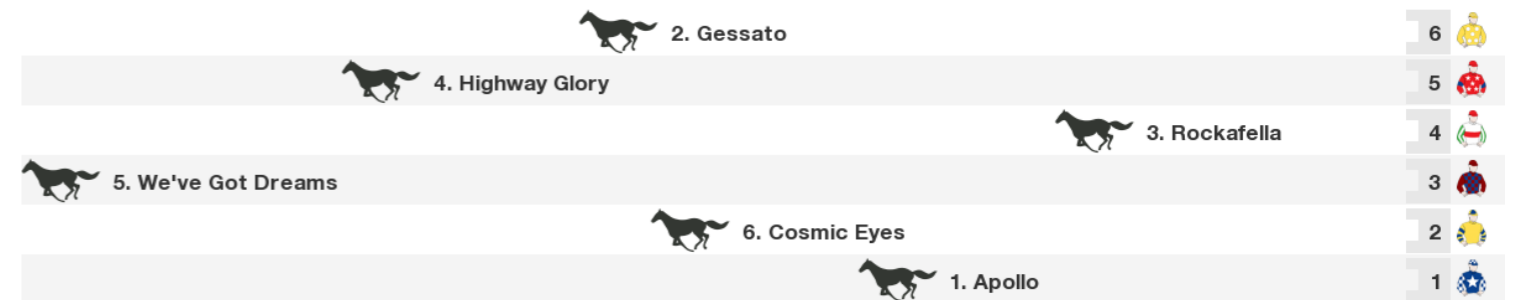 2. Gessato 6
4. Highway Glory 5
3. Rockafella 4
5. We've Got Dreams 3
6. Cosmic Eyes 2
1. Apollo 1